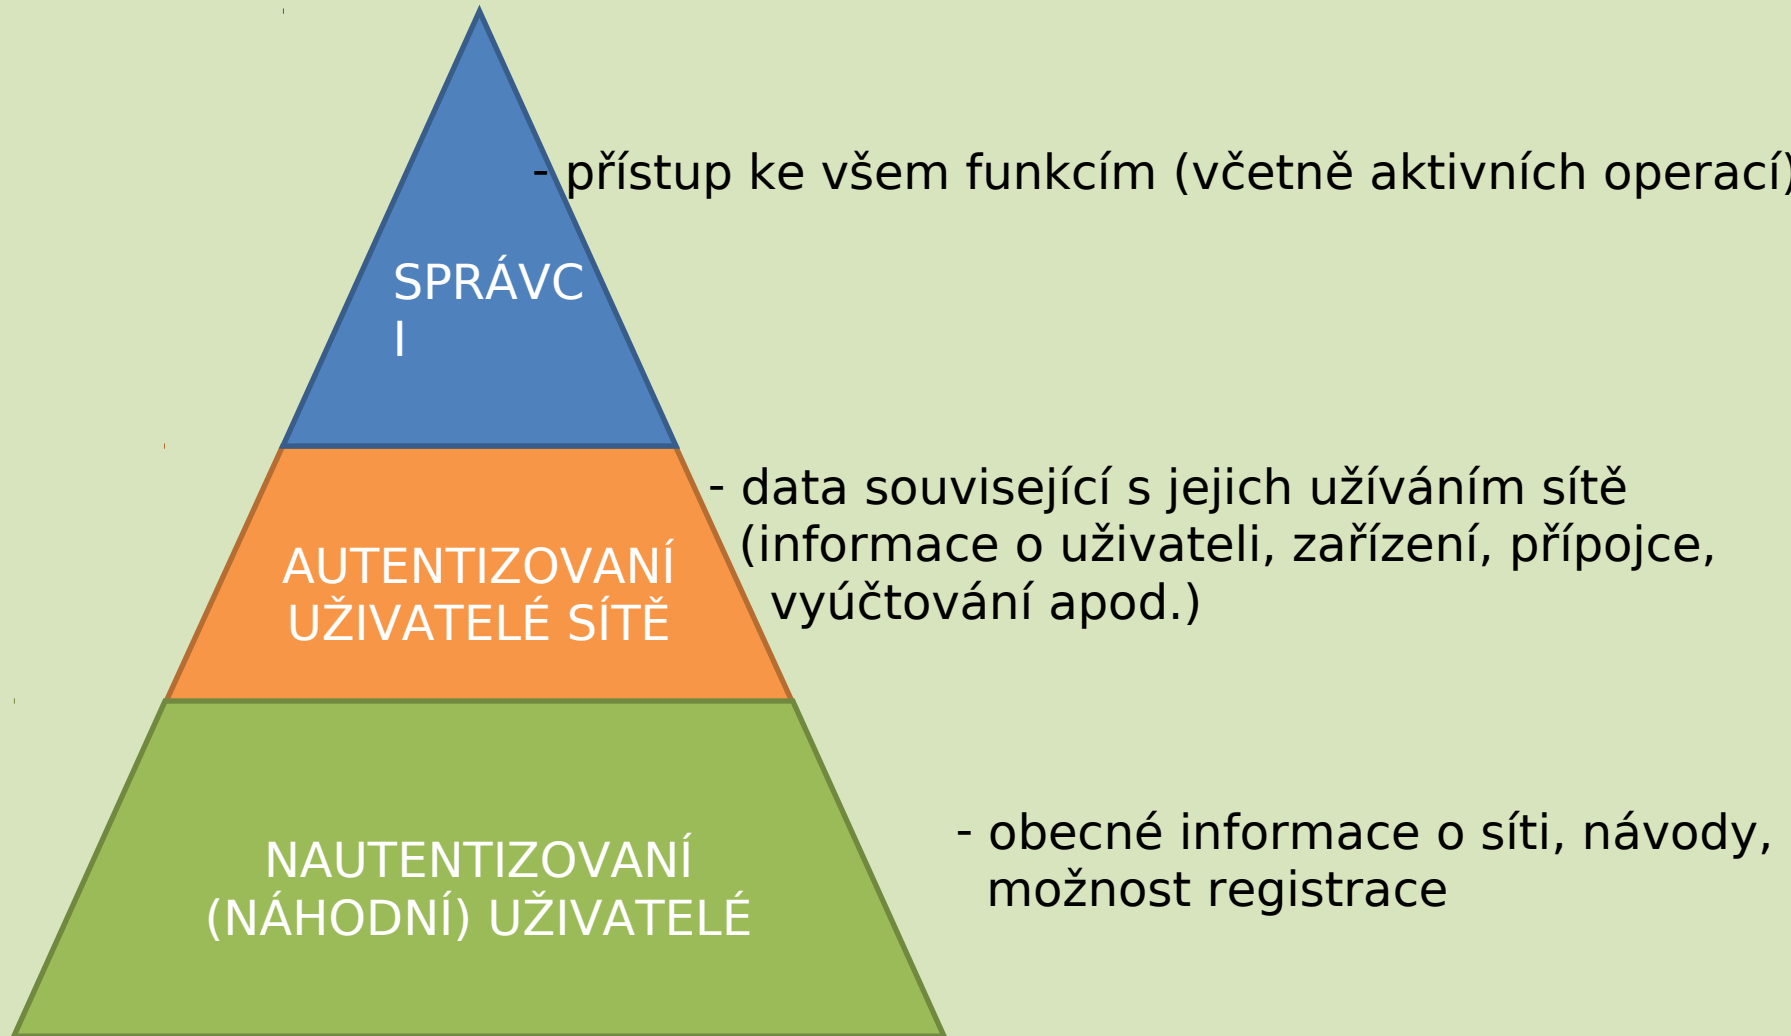 - přístup ke všem funkcím (včetně aktivních operací)
SPRÁVC
I
- data související s jejich užíváním sítě
(informace o uživateli, zařízení, přípojce,
vyúčtování apod.)
AUTENTIZOVANÍ
UŽIVATELÉ SÍTĚ
- obecné informace o síti, návody,
možnost registrace
NAUTENTIZOVANÍ
(NÁHODNÍ) UŽIVATELÉ